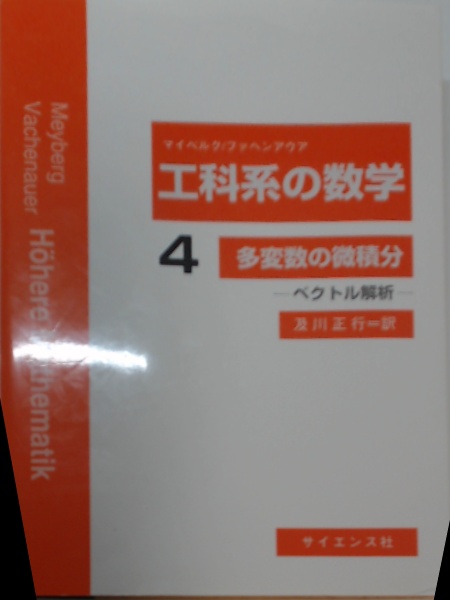 Meyberg
Vachenauer
Höhere
マイベルク/ファヘンアウア
工科系の数学
4
多変数の微積分
―ベクトル解析―
及川正行=訳
サイエンス社